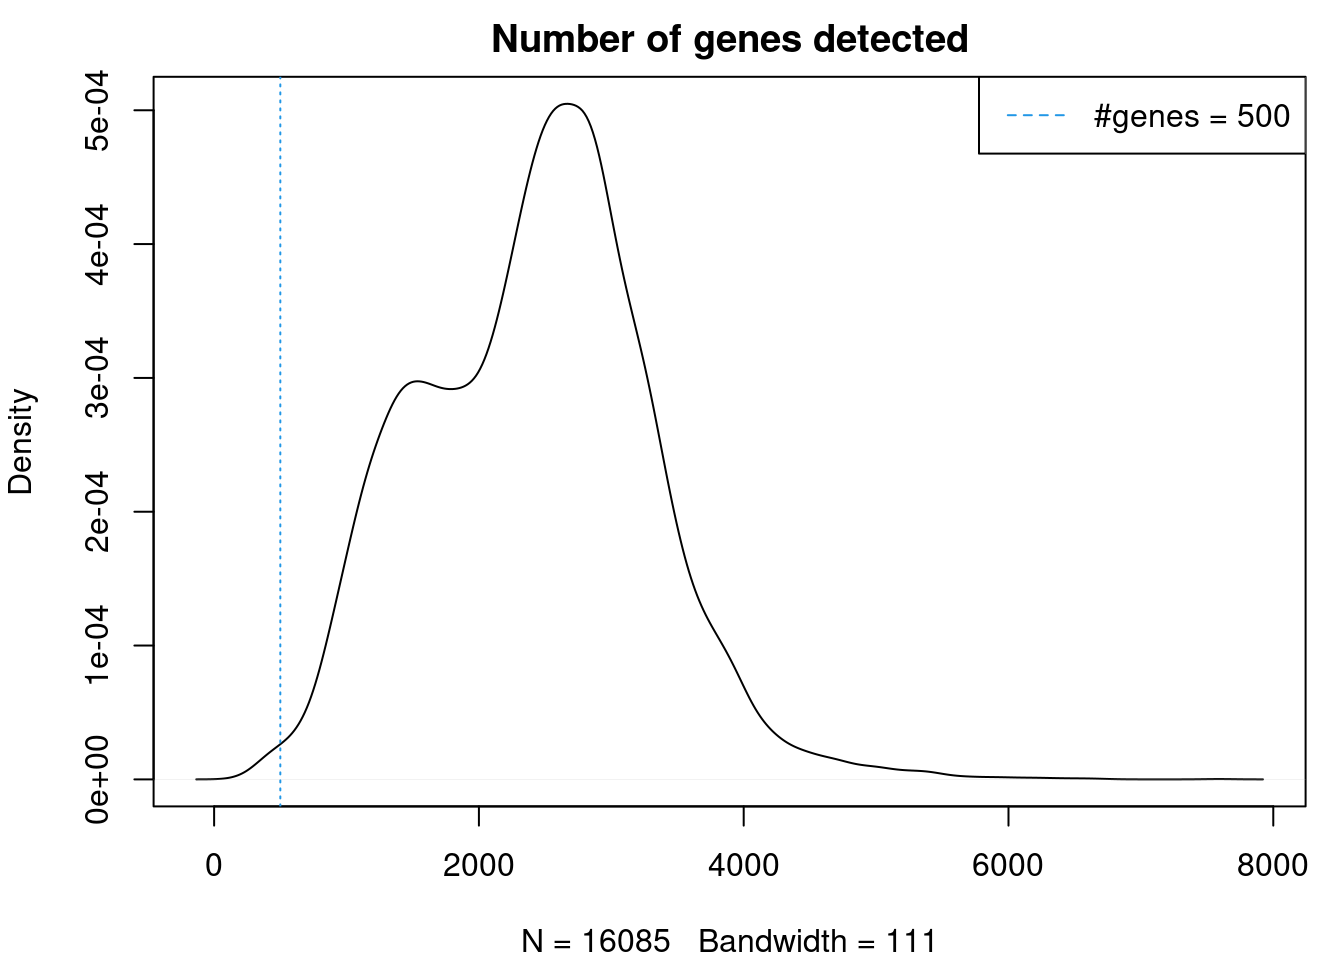 Number of genes detected
#genes = 500
Density
5e-04
4e-04
3e-04
2e-04
1e-04
0e+00
0 2000 4000 6000 8000
N = 16085 Bandwidth = 111